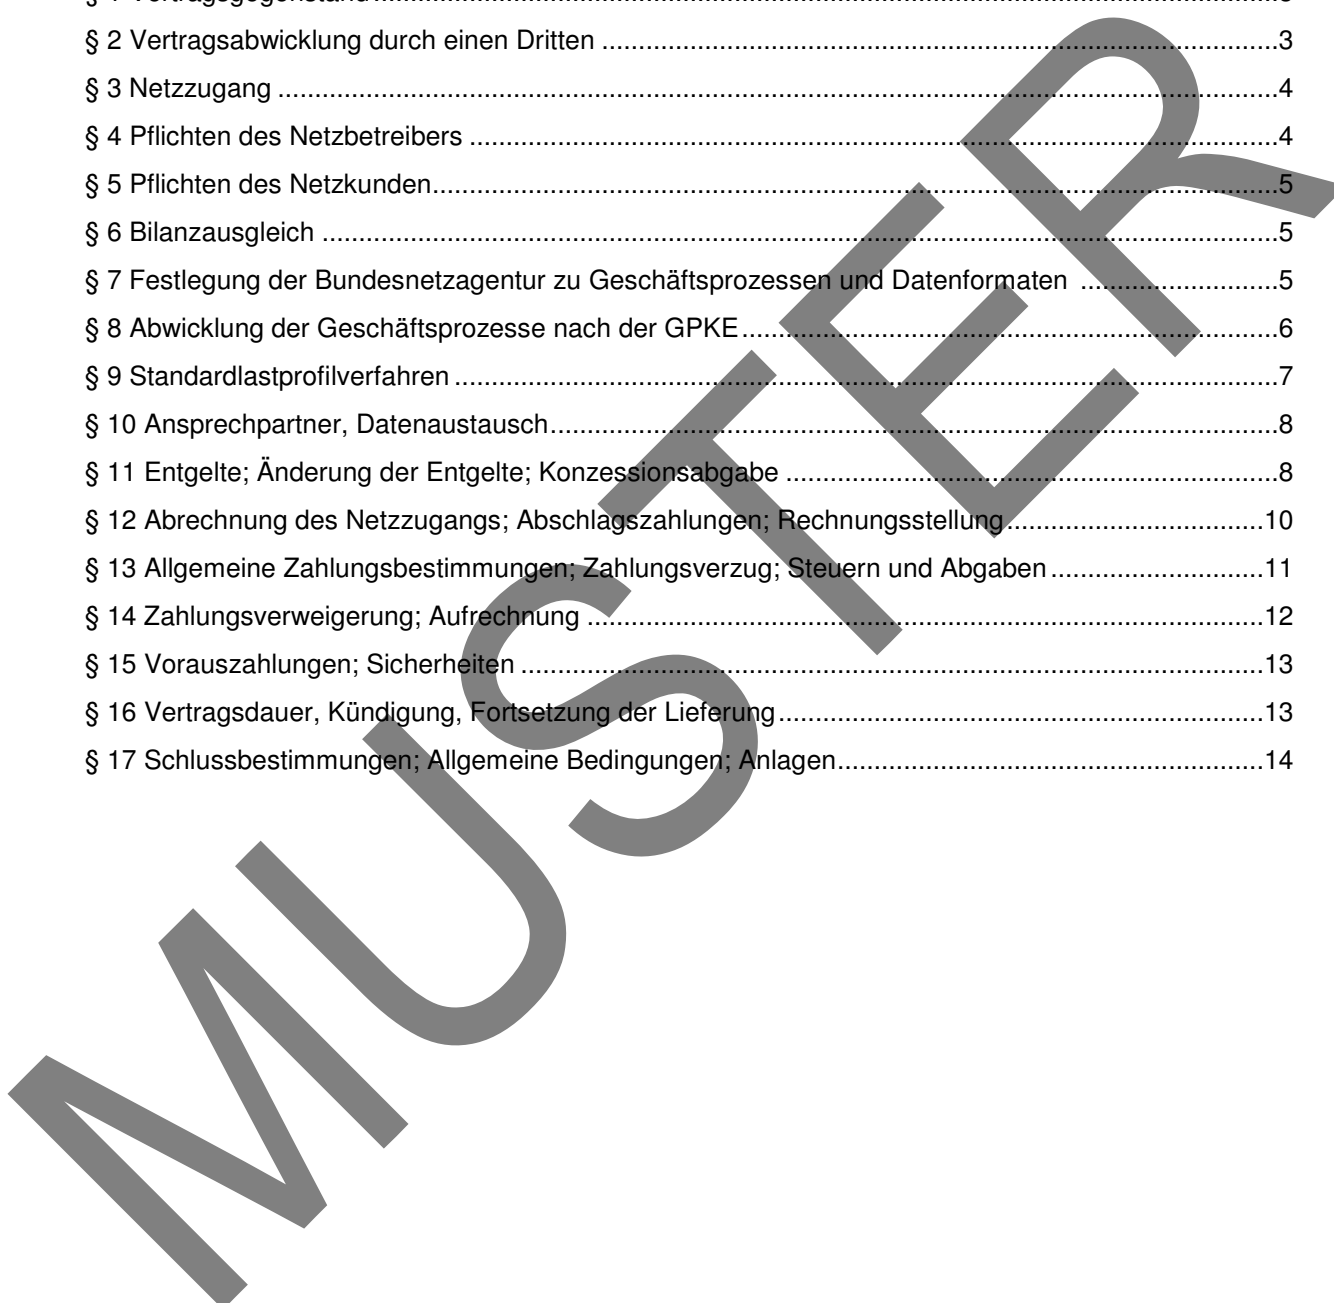 § 2 Vertragsabwicklung durch einen Dritten ........ 3
§ 3 Netzzugang ........ 4
§ 4 Pflichten des Netzbetreibers ........ 4
§ 5 Pflichten des Netzkunden ........ 5
§ 6 Bilanzausgleich ........ 5
§ 7 Festlegung der Bundesnetzagentur zu Geschäftsprozessen und Datenformaten ........ 5
§ 8 Abwicklung der Geschäftsprozesse nach der GPKE ........ 6
§ 9 Standardlastprofilverfahren ........ 7
§ 10 Ansprechpartner, Datenaustausch ........ 8
§ 11 Entgelte; Änderung der Entgelte; Konzessionsabgabe ........ 8
§ 12 Abrechnung des Netzzugangs; Abschlagszahlungen; Rechnungsstellung ........ 10
§ 13 Allgemeine Zahlungsbestimmungen; Zahlungsverzug; Steuern und Abgaben ........ 11
§ 14 Zahlungsverweigerung; Aufrechnung ........ 12
§ 15 Vorauszahlungen; Sicherheiten ........ 13
§ 16 Vertragsdauer, Kündigung, Fortsetzung der Lieferung ........ 13
§ 17 Schlussbestimmungen; Allgemeine Bedingungen; Anlagen ........ 14
MUSTER